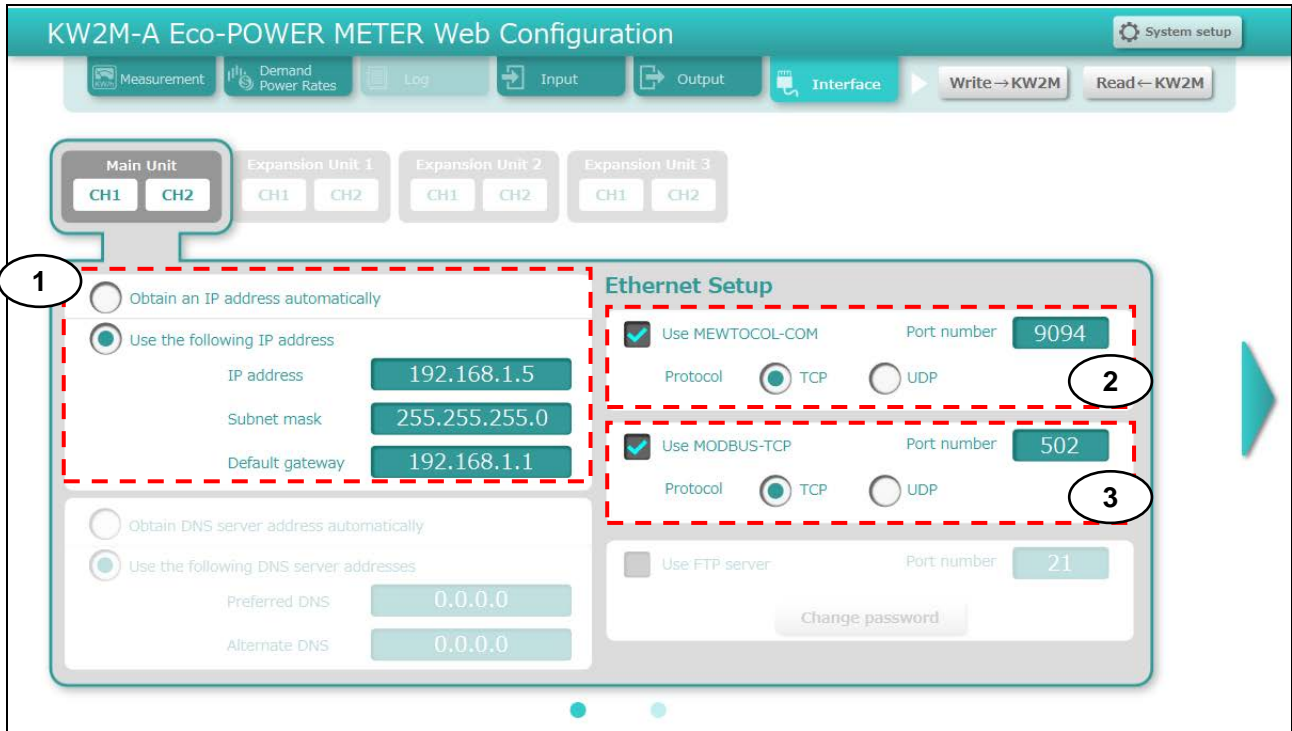 KW2M-A Eco-POWER METER Web Configuration
System setup
Measurement
Demand
Power Rates
Log
Input
Output
Interface
Write→KW2M
Read←KW2M
Main Unit
CH1 CH2
Expansion Unit 1
CH1 CH2
Expansion Unit 2
CH1 CH2
Expansion Unit 3
CH1 CH2
1
Obtain an IP address automatically
Use the following IP address
IP address 192.168.1.5
Subnet mask 255.255.255.0
Default gateway 192.168.1.1
Obtain DNS server address automatically
Use the following DNS server addresses
Preferred DNS 0.0.0.0
Alternate DNS 0.0.0.0
Ethernet Setup
Use MEWTOCOL-COM Port number 9094
Protocol TCP UDP
2
Use MODBUS-TCP Port number 502
Protocol TCP UDP
3
Use FTP server Port number 21
Change password